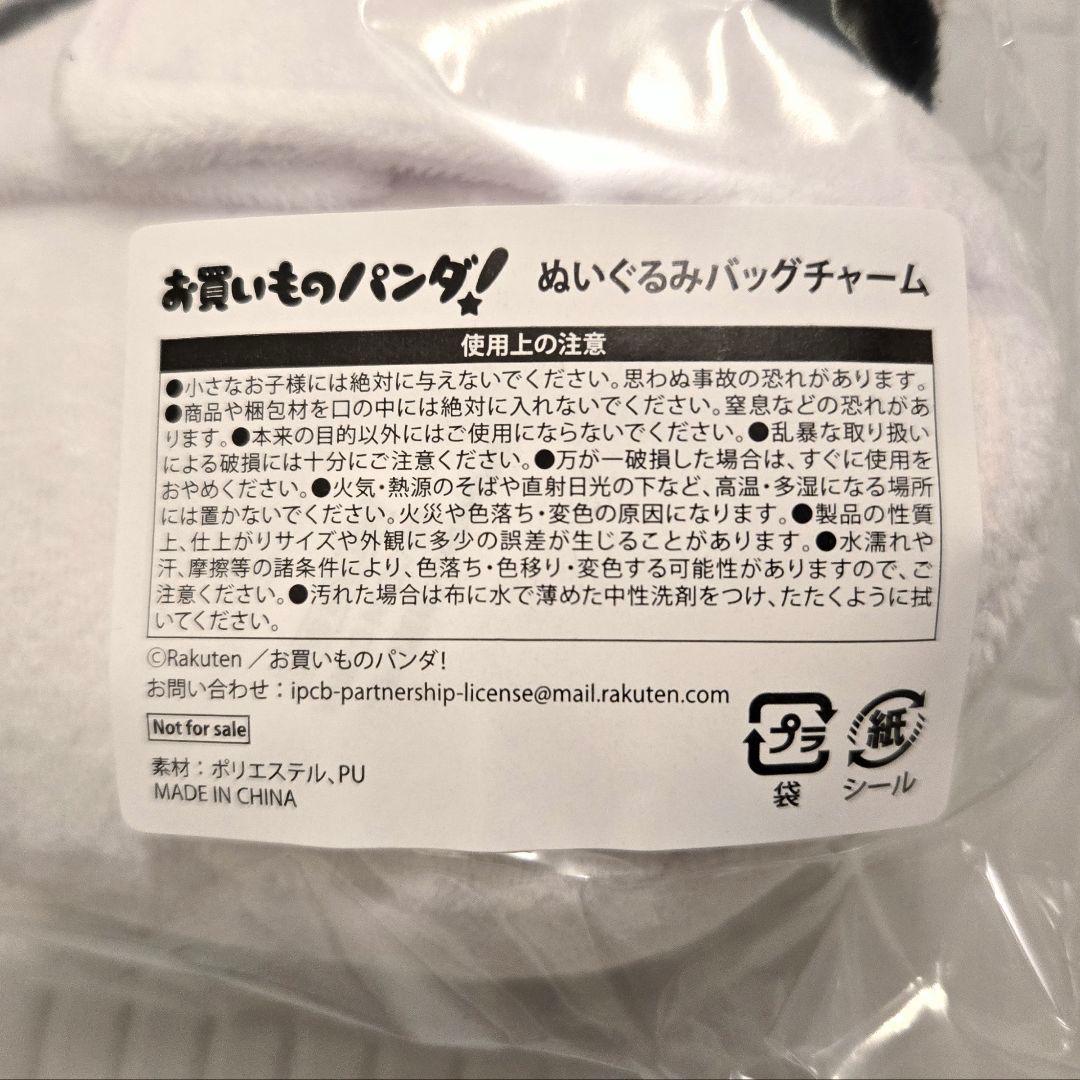 お買いものパンダ! ぬいぐるみバッグチャーム
使用上の注意
●小さなお子様には絶対に与えないでください。思わぬ事故の恐れがあります。
●商品や梱包材を口の中には絶対に入れないでください。窒息などの恐れがあ
ります。●本来の目的以外にはご使用にならないでください。●乱暴な取り扱い
による破損には十分にご注意ください。●万が一破損した場合は、すぐに使用を
おやめください。●火気・熱源のそばや直射日光の下など、高温・多湿になる場所
には置かないでください。火災や色落ち・変色の原因になります。●製品の性質
上、仕上がりサイズや外観に多少の誤差が生じることがあります。●水濡れや
汗、摩擦等の諸条件により、色落ち・色移り・変色する可能性がありますので、ご
注意ください。●汚れた場合は布に水で薄めた中性洗剤をつけ、たたくように拭
いてください。
©Rakuten／お買いものパンダ!
お問い合わせ：ipcb-partnership-license@mail.rakuten.com
Not for sale
素材：ポリエステル、PU
MADE IN CHINA
プラ 紙
袋 シール